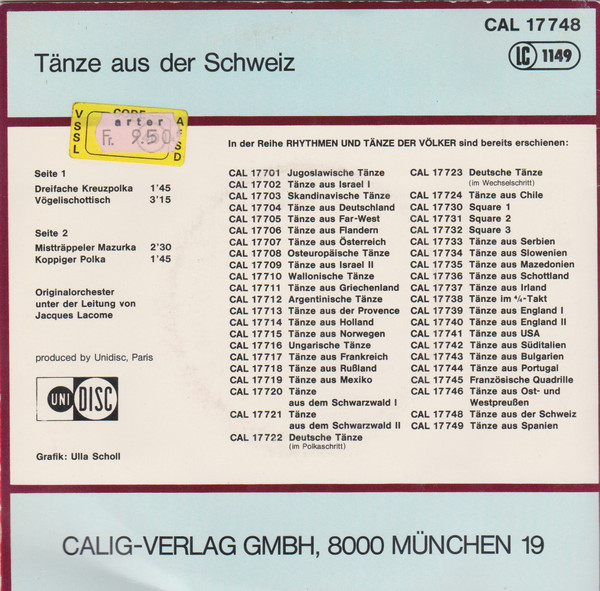 CAL 17 748
LC 1149
Tänze aus der Schweiz
VSSL
CODE
AFSD
arter
Fr. 9.50
In der Reihe RHYTHMEN UND TÄNZE DER VÖLKER sind bereits erschienen:
Seite 1
Dreifache Kreuzpolka 1'45
Vögelischottisch 3'15
Seite 2
Mistträppeler Mazurka 2'30
Koppiger Polka 1'45
Originalorchester
unter der Leitung von
Jacques Lacome
produced by Unidisc, Paris
UNI DISC
Grafik: Ulla Scholl
CAL 17701 Jugoslawische Tänze
CAL 17702 Tänze aus Israel I
CAL 17703 Skandinavische Tänze
CAL 17704 Tänze aus Deutschland
CAL 17705 Tänze aus Far-West
CAL 17706 Tänze aus Flandern
CAL 17707 Tänze aus Österreich
CAL 17708 Osteuropäische Tänze
CAL 17709 Tänze aus Israel II
CAL 17710 Wallonische Tänze
CAL 17711 Tänze aus Griechenland
CAL 17712 Argentinische Tänze
CAL 17713 Tänze aus der Provence
CAL 17714 Tänze aus Holland
CAL 17715 Tänze aus Norwegen
CAL 17716 Ungarische Tänze
CAL 17717 Tänze aus Frankreich
CAL 17718 Tänze aus Rußland
CAL 17719 Tänze aus Mexiko
CAL 17720 Tänze
aus dem Schwarzwald I
CAL 17721 Tänze
aus dem Schwarzwald II
CAL 17722 Deutsche Tänze
(im Polkaschritt)
CAL 17723 Deutsche Tänze
(im Wechselschritt)
CAL 17724 Tänze aus Chile
CAL 17730 Square 1
CAL 17731 Square 2
CAL 17732 Square 3
CAL 17733 Tänze aus Serbien
CAL 17734 Tänze aus Slowenien
CAL 17735 Tänze aus Mazedonien
CAL 17736 Tänze aus Schottland
CAL 17737 Tänze aus Irland
CAL 17738 Tänze im ⁶/₈-Takt
CAL 17739 Tänze aus England I
CAL 17740 Tänze aus England II
CAL 17741 Tänze aus USA
CAL 17742 Tänze aus Süditalien
CAL 17743 Tänze aus Bulgarien
CAL 17744 Tänze aus Portugal
CAL 17745 Französische Quadrille
CAL 17746 Tänze aus Ost- und
Westpreußen
CAL 17748 Tänze aus der Schweiz
CAL 17749 Tänze aus Spanien
CALIG-VERLAG GMBH, 8000 MÜNCHEN 19